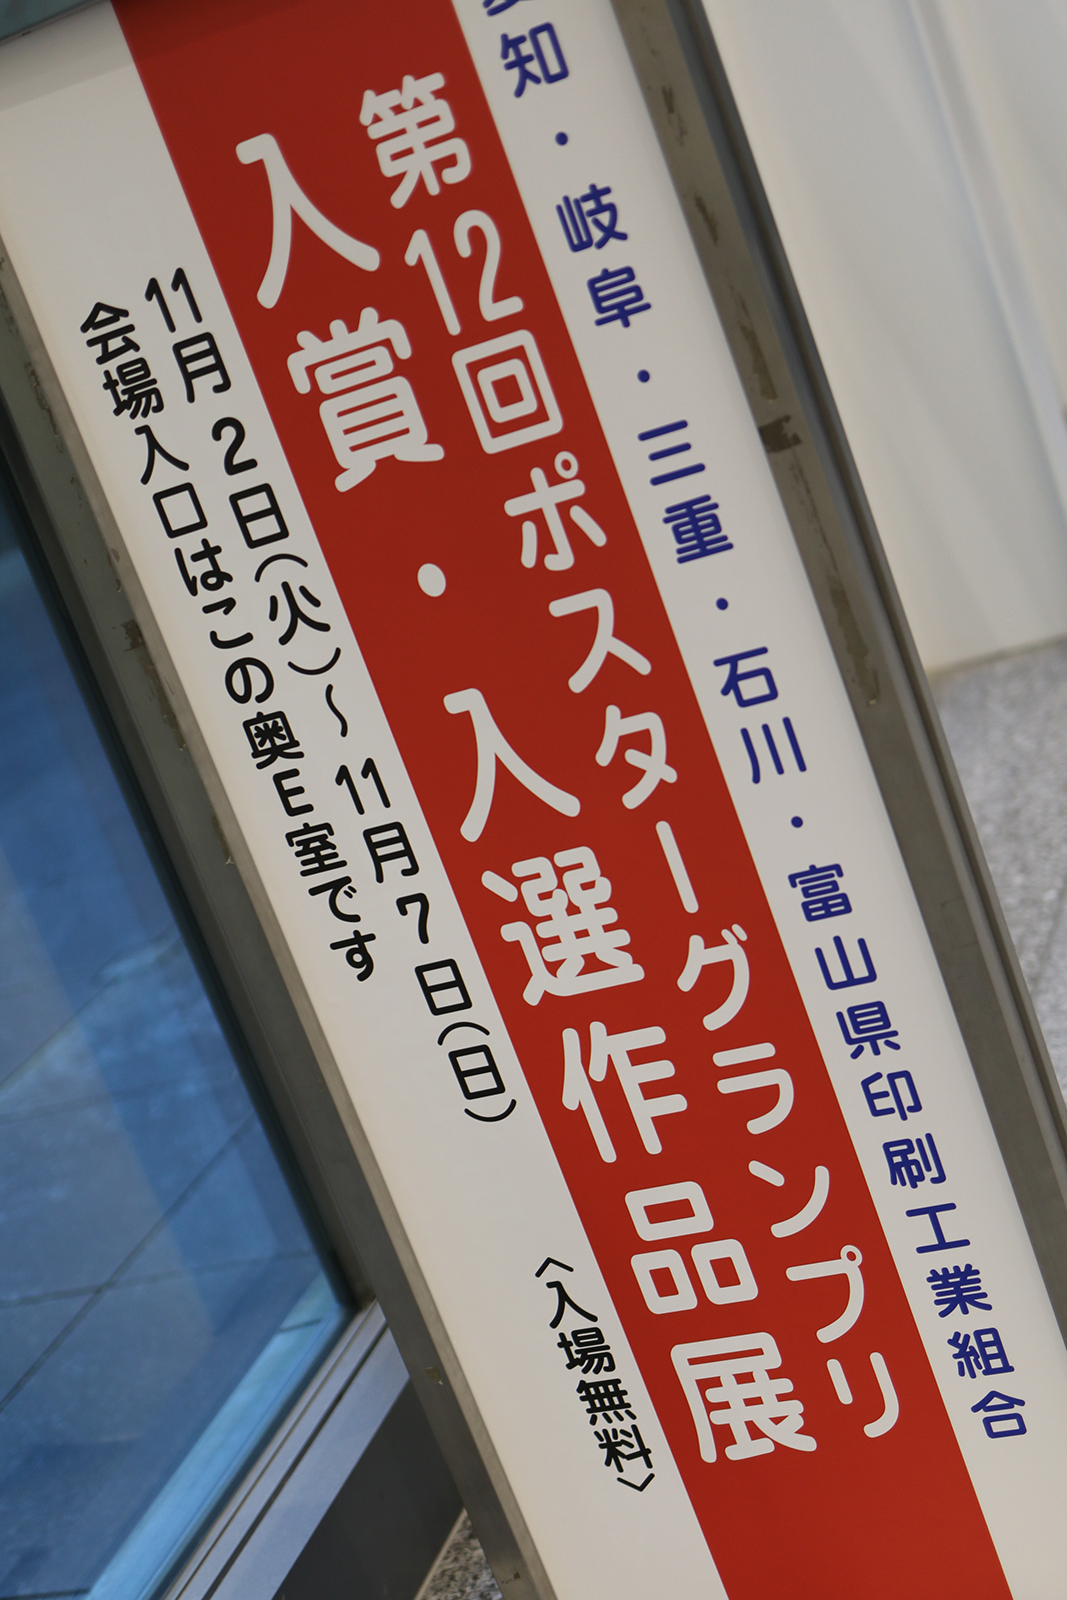 愛知・岐阜・三重・石川・富山県印刷工業組合
第12回ポスターグランプリ
入賞・入選作品展
11月2日(火)〜11月7日(日)
会場入口はこの奥E室です
〈入場無料〉